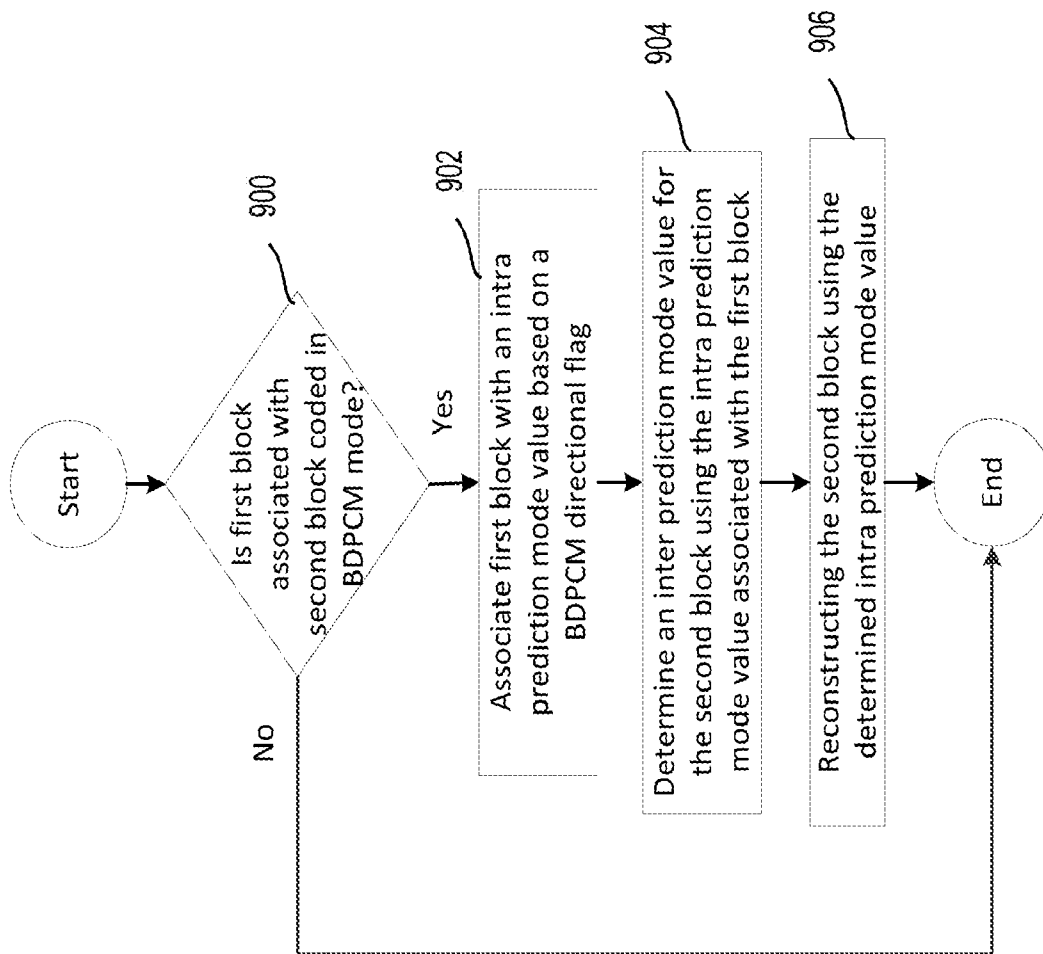 Start
Is first block
associated with
second block coded in
BDPCM mode?
900
No
Yes
902
Associate first block with an intra
prediction mode value based on a
BDPCM directional flag
904
Determine an inter prediction mode value for
the second block using the intra prediction
mode value associated with the first block
906
Reconstructing the second block using the
determined intra prediction mode value
End